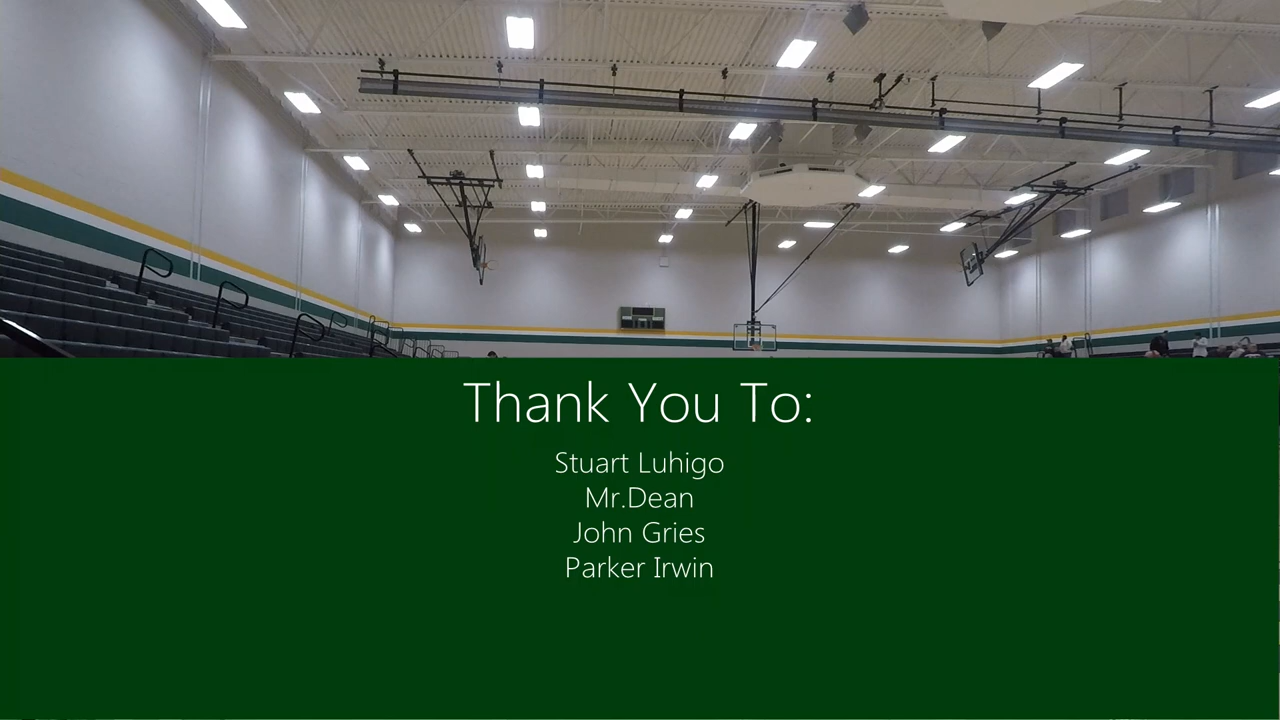 Thank You To:
Stuart Luhigo
Mr.Dean
John Gries
Parker Irwin